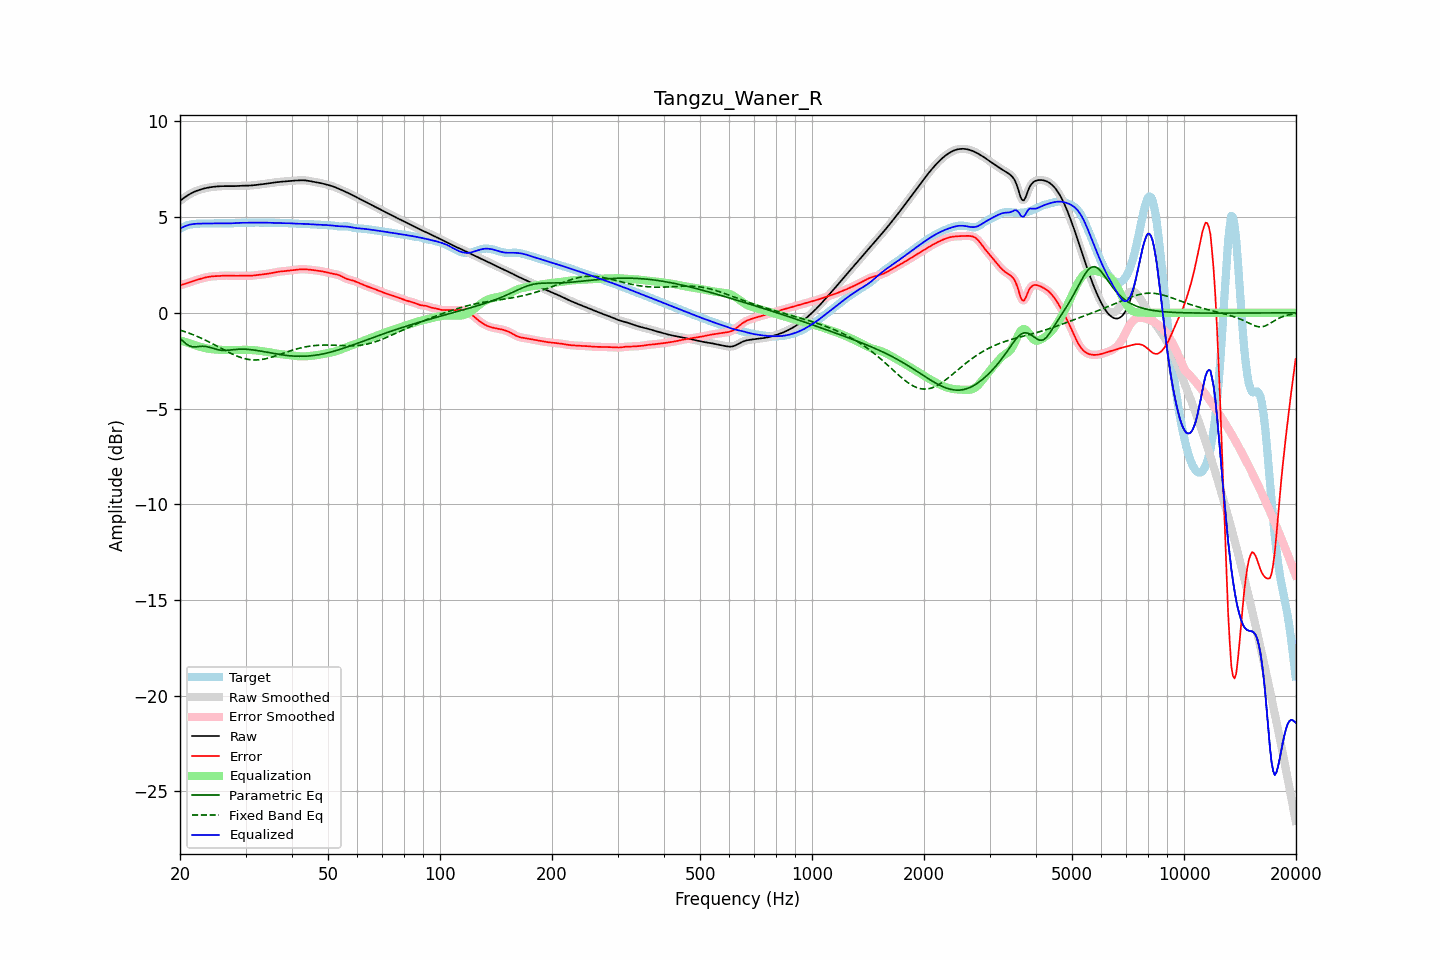 Tangzu_Waner_R
Amplitude (dBr)
10
5
0
−5
−10
−15
−20
−25
Target
Raw Smoothed
Error Smoothed
Raw
Error
Equalization
Parametric Eq
Fixed Band Eq
Equalized
20 50 100 200 500 1000 2000 5000 10000 20000
Frequency (Hz)